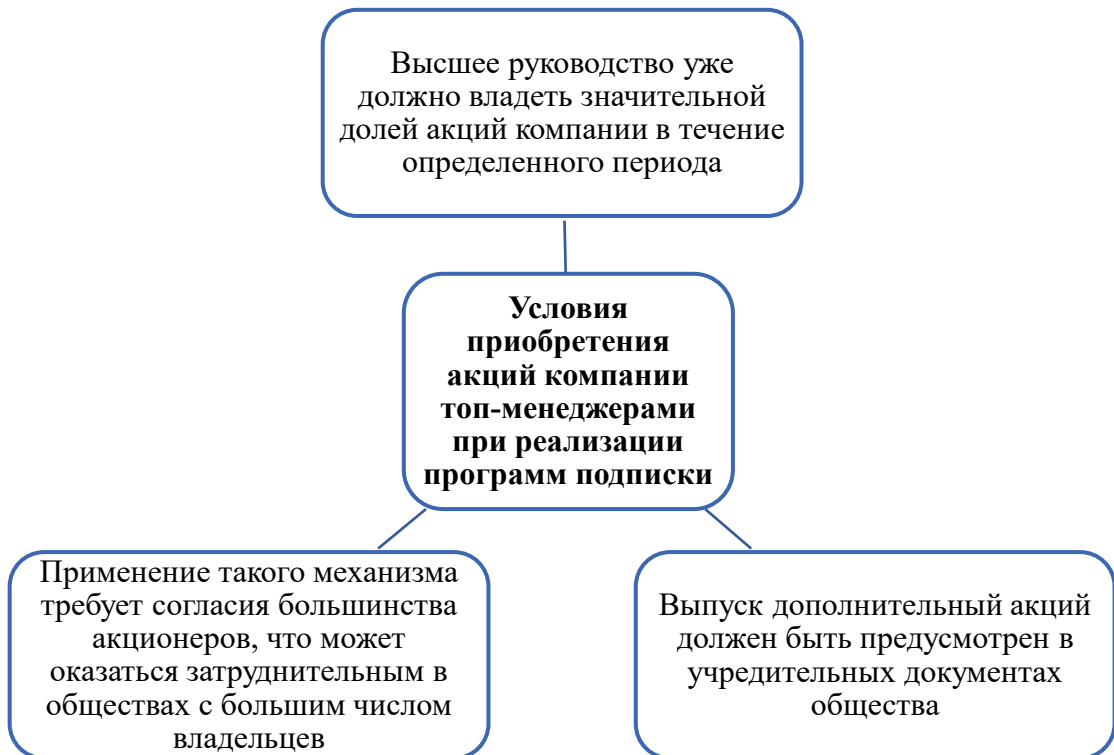 Высшее руководство уже
должно владеть значительной
долей акций компании в течение
определенного периода
Условия
приобретения
акций компании
топ-менеджерами
при реализации
программ подписки
Применение такого механизма
требует согласия большинства
акционеров, что может
оказаться затруднительным в
обществах с большим числом
владельцев
Выпуск дополнительный акций
должен быть предусмотрен в
учредительных документах
общества